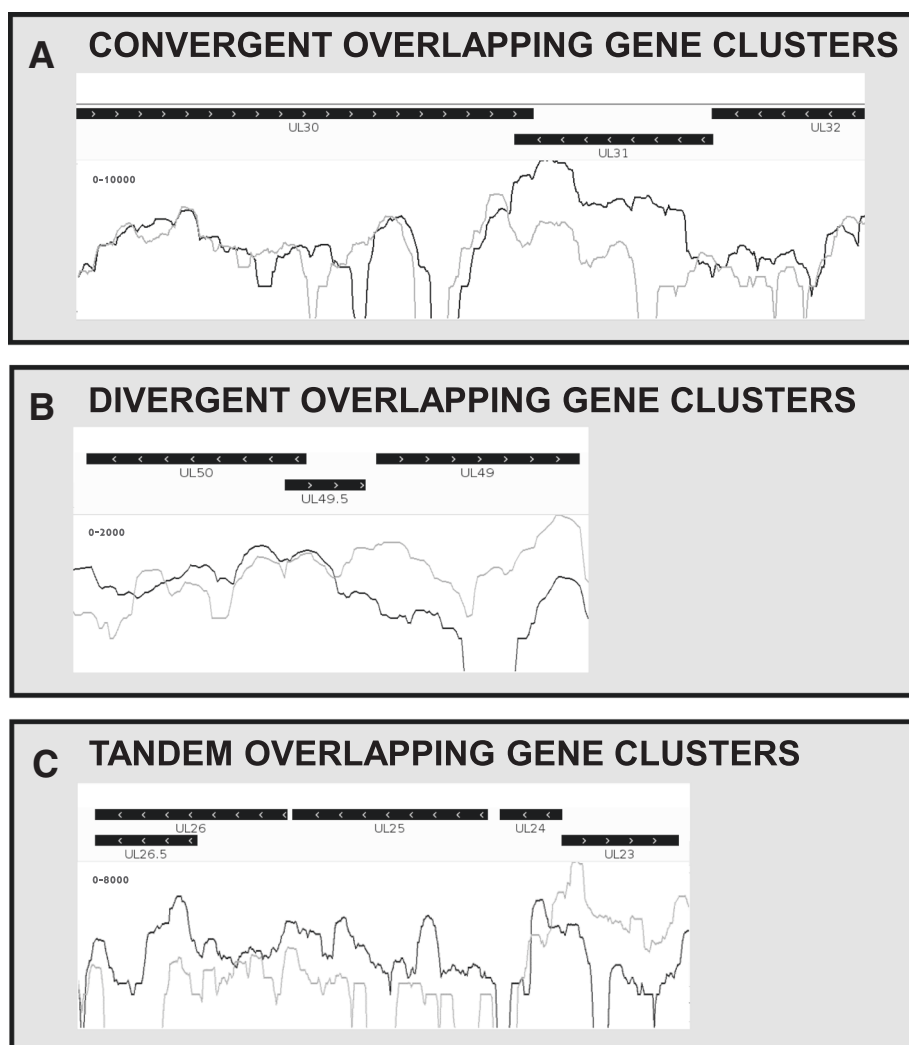 A CONVERGENT OVERLAPPING GENE CLUSTERS
UL30
UL32
UL31
0-10000
B DIVERGENT OVERLAPPING GENE CLUSTERS
UL50
UL49
UL49.5
0-2000
C TANDEM OVERLAPPING GENE CLUSTERS
UL26
UL25
UL24
UL26.5
UL23
0-8000